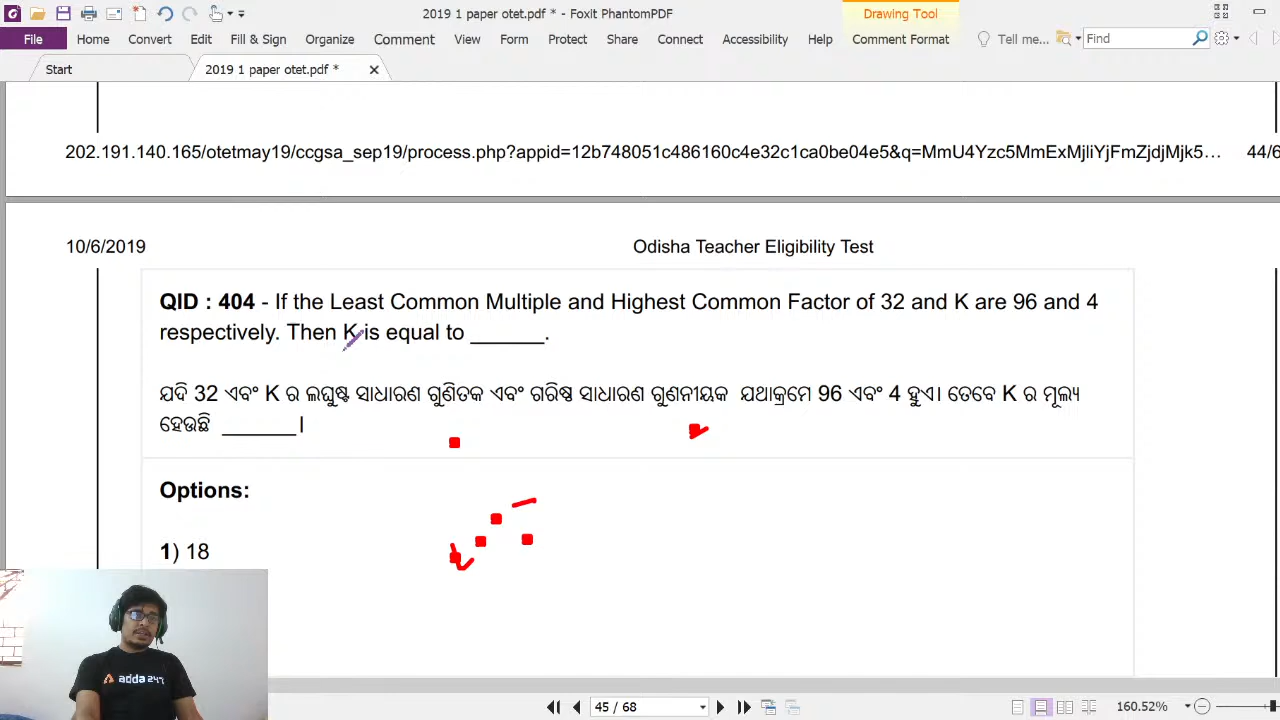 2019 1 paper otet.pdf * - Foxit PhantomPDF
Drawing Tool
File Home Convert Edit Fill & Sign Organize Comment View Form Protect Share Connect Accessibility Help Comment Format Tell me... Find
Start 2019 1 paper otet.pdf *
202.191.140.165/otetmay19/ccgsa_sep19/process.php?appid=12b748051c486160c4e32c1ca0be04e5&q=MmU4Yzc5MmExMjliYjFmZjdjMjk5… 44/6
10/6/2019 Odisha Teacher Eligibility Test
QID : 404 - If the Least Common Multiple and Highest Common Factor of 32 and K are 96 and 4
respectively. Then K is equal to ______.
ଯଦି 32 ଏବଂ K ର ଲଘୁଷ୍ଟ ସାଧାରଣ ଗୁଣିତକ ଏବଂ ଗରିଷ୍ଠ ସାଧାରଣ ଗୁଣନୀୟକ ଯଥାକ୍ରମେ 96 ଏବଂ 4 ହୁଏ। ତେବେ K ର ମୂଲ୍ୟ
ହେଉଛି ______।
Options:
1) 18
adda 247
45 / 68
160.52%